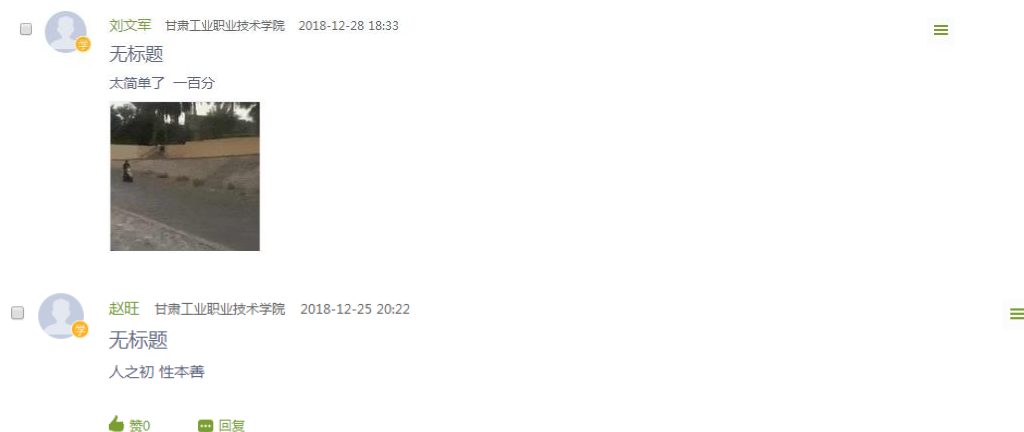 刘文军 甘肃工业职业技术学院 2018-12-28 18:33
学
无标题
太简单了 一百分
赵旺 甘肃工业职业技术学院 2018-12-25 20:22
学
无标题
人之初 性本善
赞0 回复